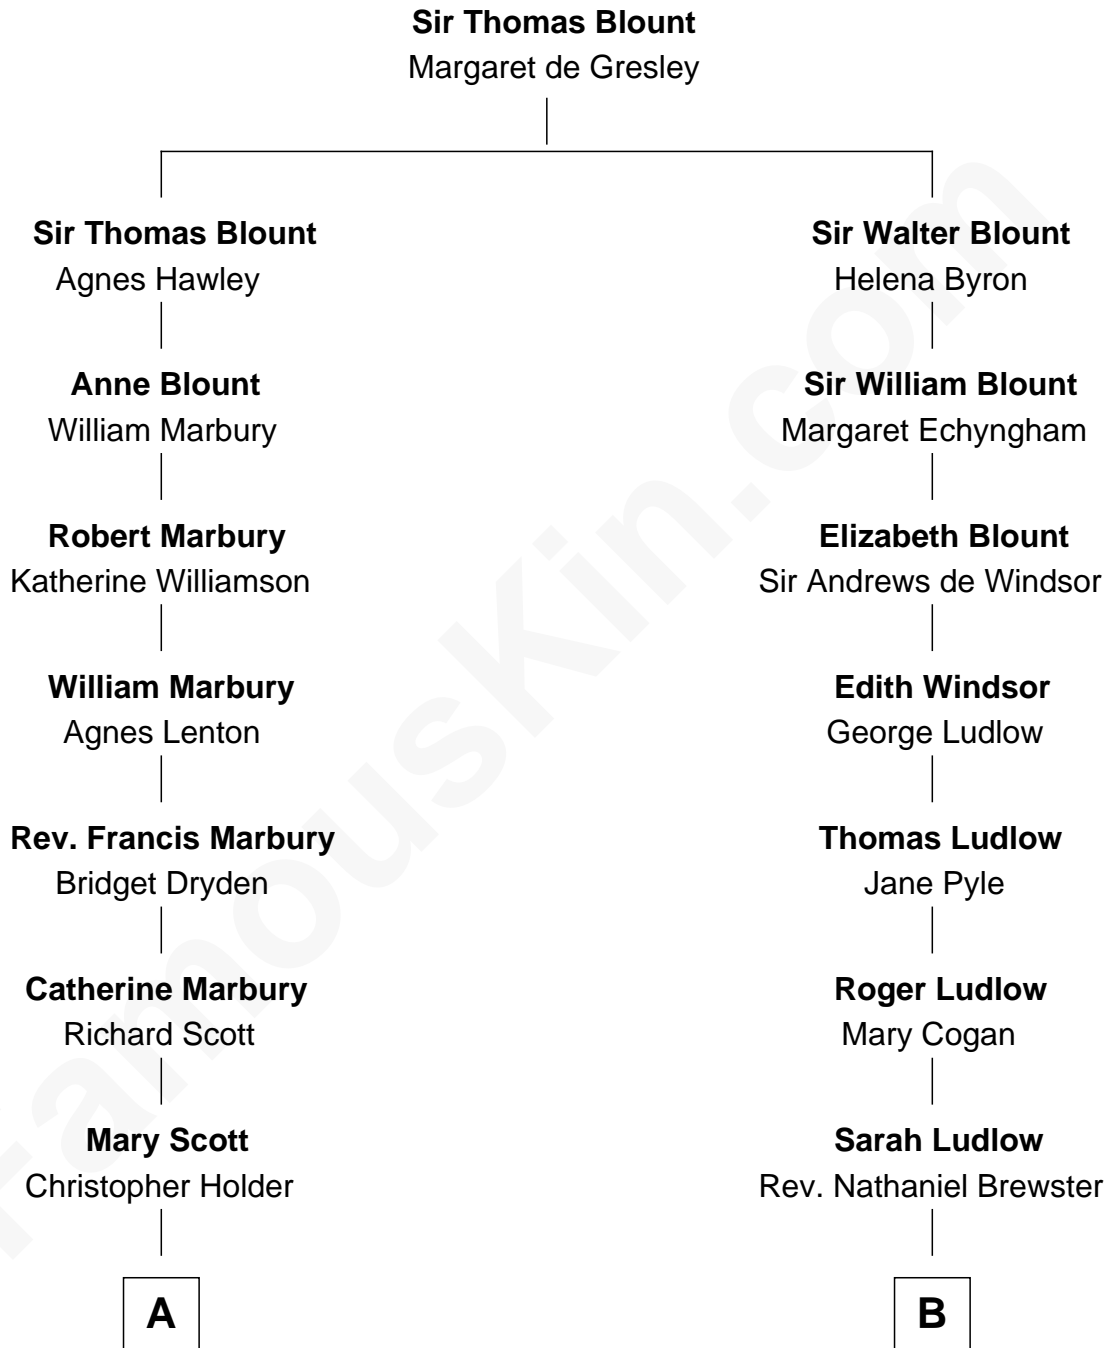 Sir Thomas Blount
Margaret de Gresley
Sir Thomas Blount
Agnes Hawley
Sir Walter Blount
Helena Byron
Anne Blount
William Marbury
Sir William Blount
Margaret Echyngham
Robert Marbury
Katherine Williamson
Elizabeth Blount
Sir Andrews de Windsor
William Marbury
Agnes Lenton
Edith Windsor
George Ludlow
Rev. Francis Marbury
Bridget Dryden
Thomas Ludlow
Jane Pyle
Catherine Marbury
Richard Scott
Roger Ludlow
Mary Cogan
Mary Scott
Christopher Holder
Sarah Ludlow
Rev. Nathaniel Brewster
A
B
FamousKin.com